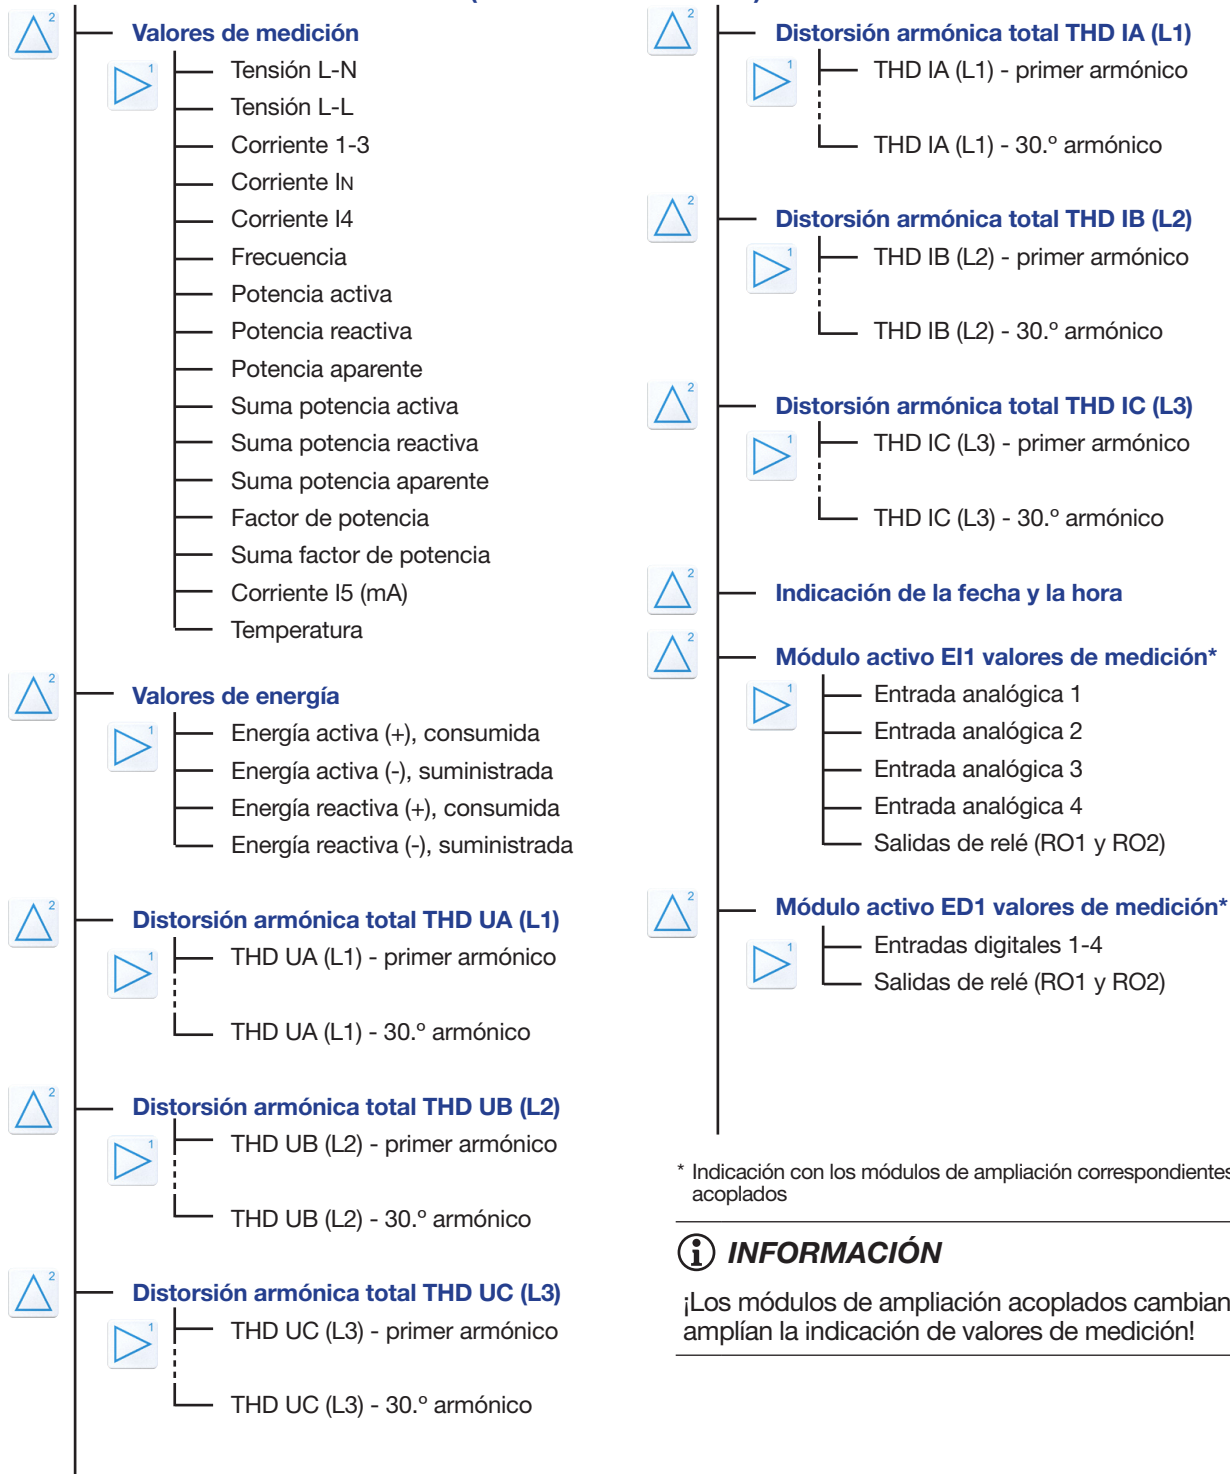 Valores de medición
Tensión L-N
Tensión L-L
Corriente 1-3
Corriente IN
Corriente I4
Frecuencia
Potencia activa
Potencia reactiva
Potencia aparente
Suma potencia activa
Suma potencia reactiva
Suma potencia aparente
Factor de potencia
Suma factor de potencia
Corriente I5 (mA)
Temperatura
Valores de energía
Energía activa (+), consumida
Energía activa (-), suministrada
Energía reactiva (+), consumida
Energía reactiva (-), suministrada
Distorsión armónica total THD UA (L1)
THD UA (L1) - primer armónico
THD UA (L1) - 30.º armónico
Distorsión armónica total THD UB (L2)
THD UB (L2) - primer armónico
THD UB (L2) - 30.º armónico
Distorsión armónica total THD UC (L3)
THD UC (L3) - primer armónico
THD UC (L3) - 30.º armónico
Distorsión armónica total THD IA (L1)
THD IA (L1) - primer armónico
THD IA (L1) - 30.º armónico
Distorsión armónica total THD IB (L2)
THD IB (L2) - primer armónico
THD IB (L2) - 30.º armónico
Distorsión armónica total THD IC (L3)
THD IC (L3) - primer armónico
THD IC (L3) - 30.º armónico
Indicación de la fecha y la hora
Módulo activo EI1 valores de medición*
Entrada analógica 1
Entrada analógica 2
Entrada analógica 3
Entrada analógica 4
Salidas de relé (RO1 y RO2)
Módulo activo ED1 valores de medición*
Entradas digitales 1-4
Salidas de relé (RO1 y RO2)
* Indicación con los módulos de ampliación correspondientes
acoplados
INFORMACIÓN
¡Los módulos de ampliación acoplados cambian
amplían la indicación de valores de medición!